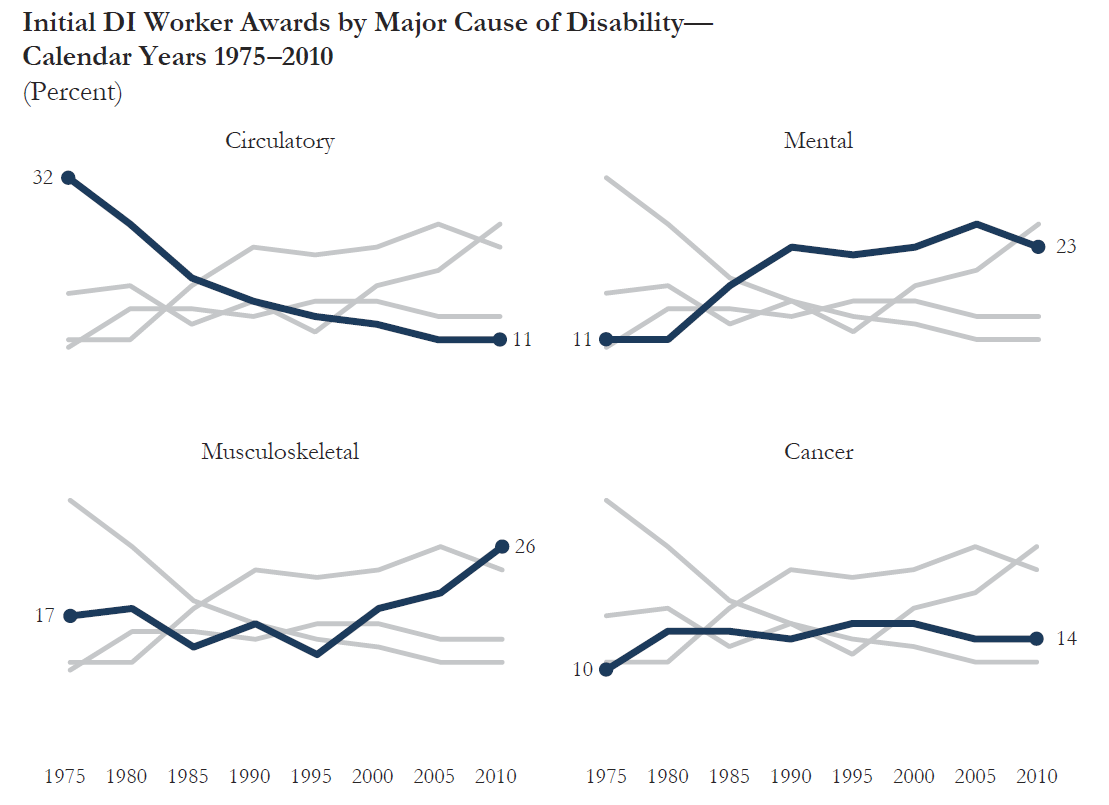 Initial DI Worker Awards by Major Cause of Disability—
Calendar Years 1975–2010
(Percent)
Circulatory
32
11
Mental
11
23
Musculoskeletal
17
26
Cancer
10
14
1975 1980 1985 1990 1995 2000 2005 2010
1975 1980 1985 1990 1995 2000 2005 2010